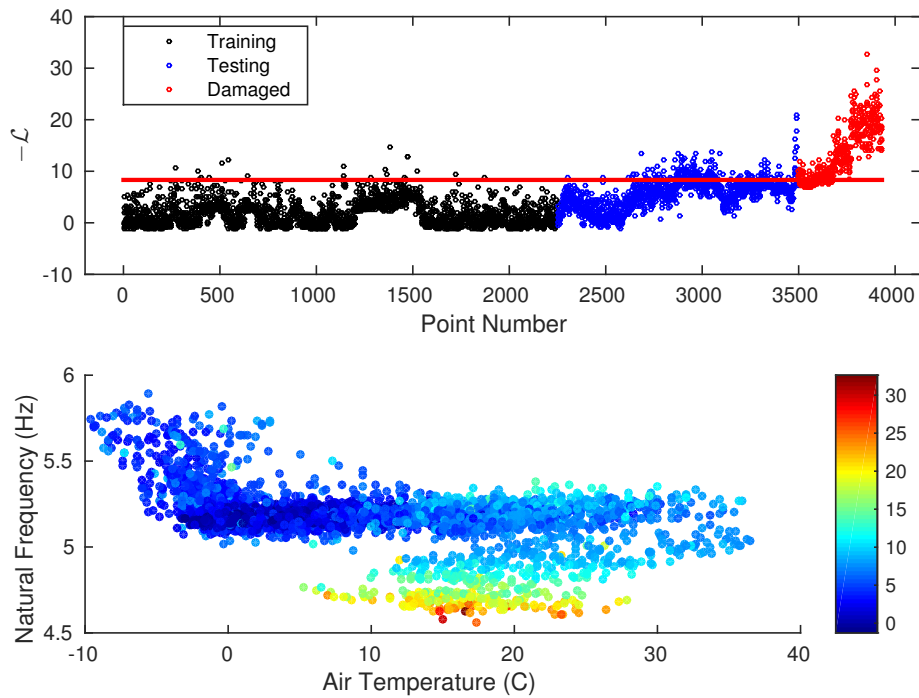 40
30
20
10
0
-10
−ℒ
Training
Testing
Damaged
0 500 1000 1500 2000 2500 3000 3500 4000
Point Number
6
5.5
5
4.5
Natural Frequency (Hz)
-10 0 10 20 30 40
Air Temperature (C)
30
25
20
15
10
5
0